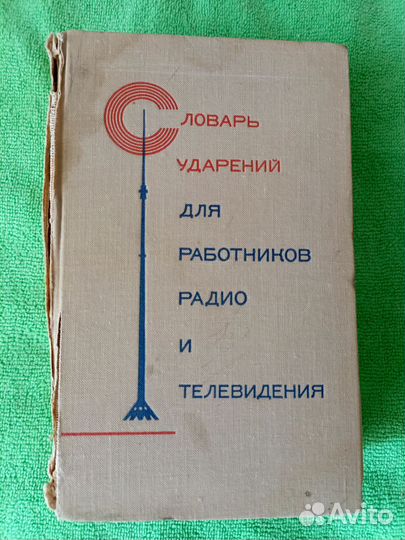 Словарь
ударений
для
работников
радио
и
телевидения
Avito